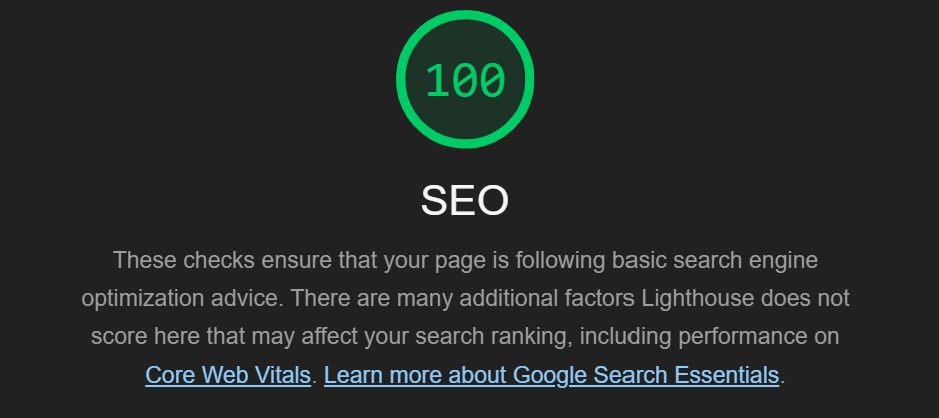 100
SEO
These checks ensure that your page is following basic search engine
optimization advice. There are many additional factors Lighthouse does not
score here that may affect your search ranking, including performance on
Core Web Vitals. Learn more about Google Search Essentials.